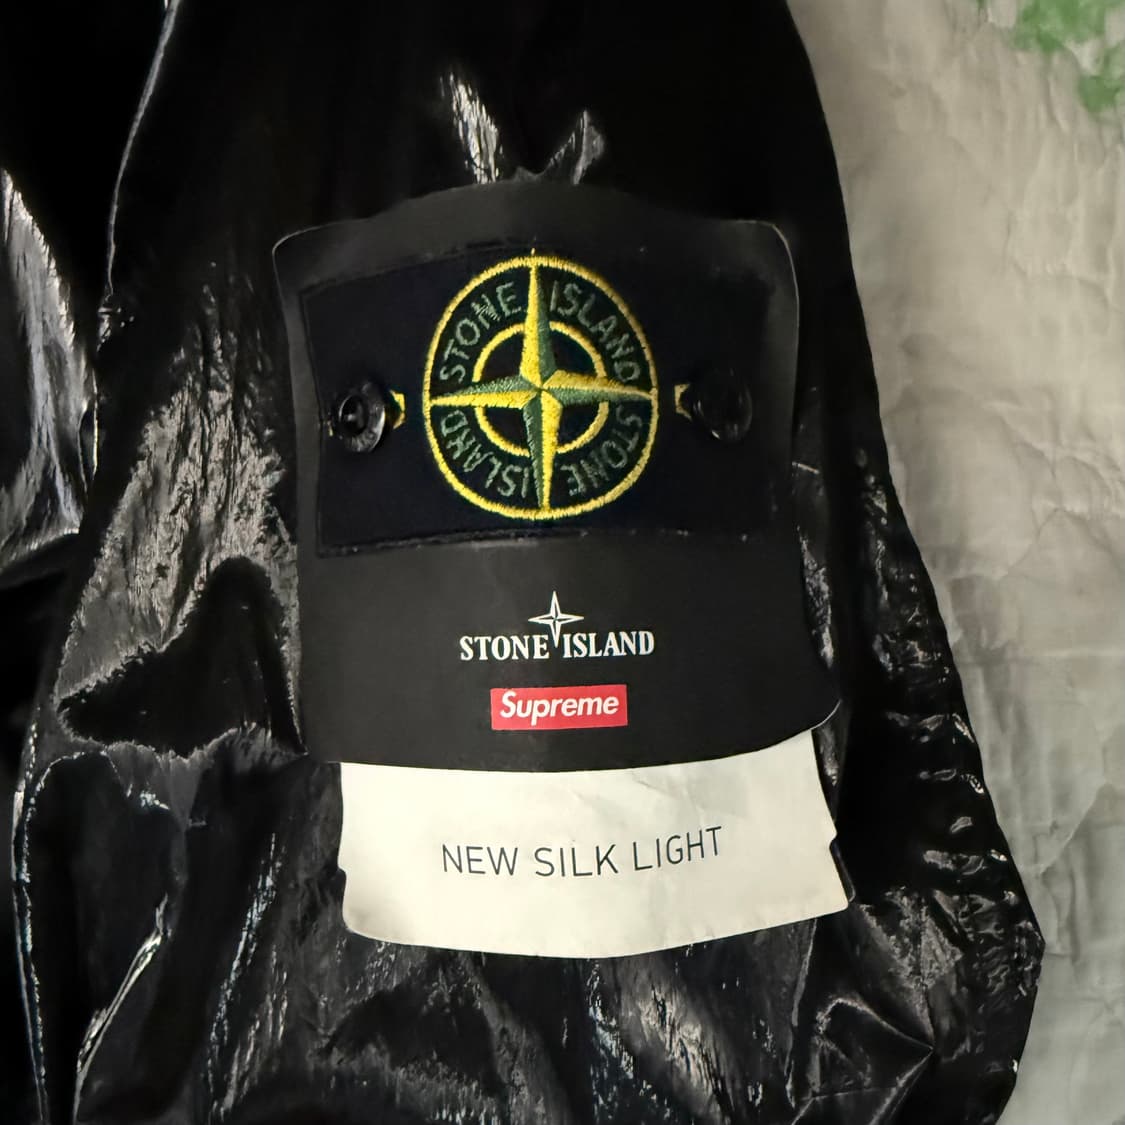 STONE ISLAND
STONE ISLAND
STONE ISLAND
Supreme
NEW SILK LIGHT